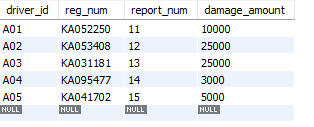 driver_id reg_num report_num damage_amount
A01 KA052250 11 10000
A02 KA053408 12 25000
A03 KA031181 13 25000
A04 KA095477 14 3000
A05 KA041702 15 5000
NULL NULL NULL NULL